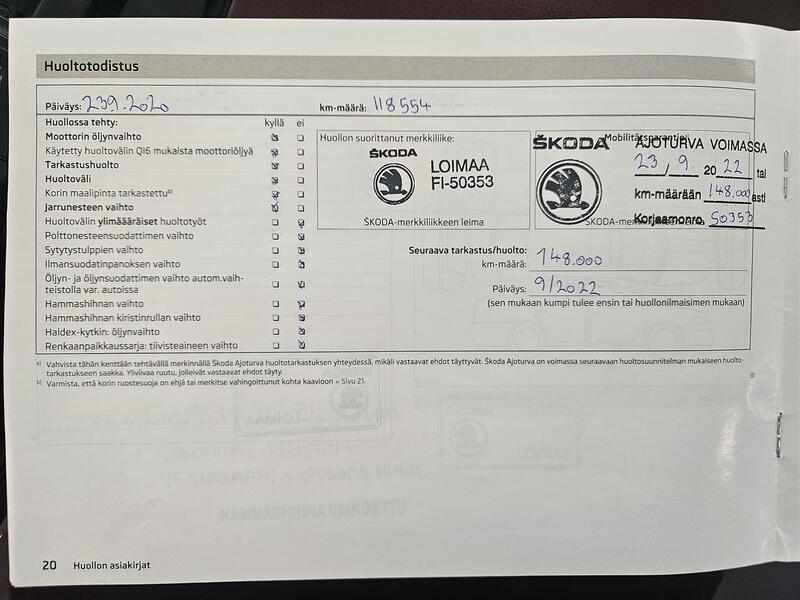 Huoltotodistus
Päiväys: 23.9.2020 km-määrä: 118554
Huollossa tehty: kyllä ei
Moottorin öljynvaihto
Käytetty huoltovälin QI6 mukaista moottoriöljyä
Tarkastushuolto
Huoltoväli
Korin maalipinta tarkastettu b)
Jarrunesteen vaihto
Huoltovälin ylimääräiset huoltotyöt
Polttonesteensuodattimen vaihto
Sytytystulppien vaihto
Ilmansuodatinpanoksen vaihto
Öljyn- ja öljynsuodattimen vaihto autom.vaih-
teistolla var. autoissa
Hammashihnan vaihto
Hammashihnan kiristinrullan vaihto
Haldex-kytkin: öljynvaihto
Renkaanpaikkaussarja: tiivisteaineen vaihto
Huollon suorittanut merkkiliike:
ŠKODA
LOIMAA
FI-50353
ŠKODA-merkkiliikkeen leima
ŠKODA
AJOTURVA VOIMASSA
23 / 9 2022 tai
km-määrään 148.000 asti
Korjaamonro 50353
Seuraava tarkastus/huolto:
km-määrä: 148.000
Päiväys: 9/2022
(sen mukaan kumpi tulee ensin tai huollonilmaisimen mukaan)
a) Vahvista tähän kenttään tehtävällä merkinnällä Škoda Ajoturva huoltotarkastuksen yhteydessä, mikäli vastaavat ehdot täyttyvät. Škoda Ajoturva on voimassa seuraavaan huoltosuunnitelman mukaiseen huolto-
tarkastukseen saakka. Yliviivaa ruutu, jolleivät vastaavat ehdot täyty.
b) Varmista, että korin ruostesuoja on ehjä tai merkitse vahingoittunut kohta kaavioon » Sivu 21.
20 Huollon asiakirjat